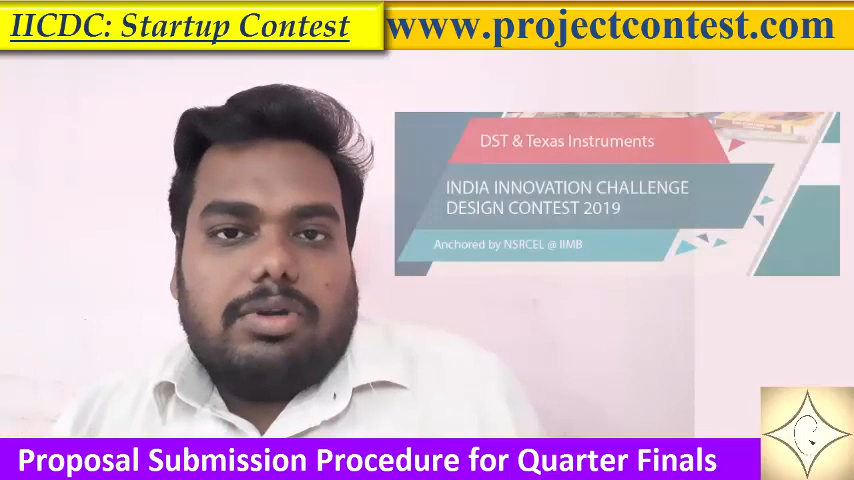 IICDC: Startup Contest
www.projectcontest.com
DST & Texas Instruments
INDIA INNOVATION CHALLENGE
DESIGN CONTEST 2019
Anchored by NSRCEL @ IIMB
Proposal Submission Procedure for Quarter Finals